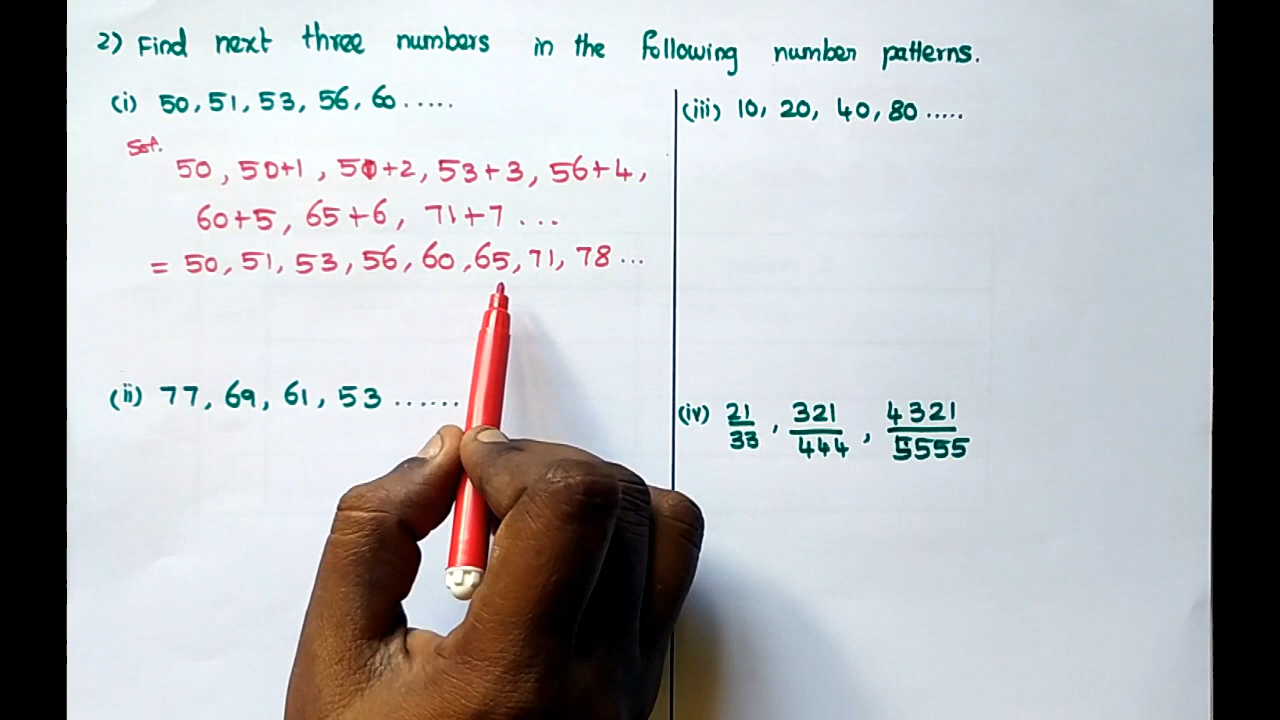 2) Find next three numbers in the following number patterns.
(i) 50, 51, 53, 56, 60.....
Sol.
50, 50+1, 51+2, 53+3, 56+4,
60+5, 65+6, 71+7 ...
= 50, 51, 53, 56, 60, 65, 71, 78 ...
(ii) 77, 69, 61, 53 ......
(iii) 10, 20, 40, 80 .....
(iv) 21/33, 321/444, 4321/5555